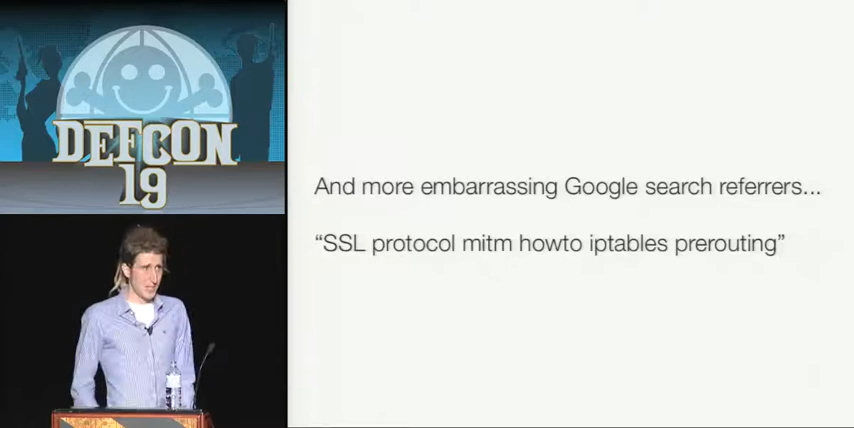 DEFCON
19
And more embarrassing Google search referrers...
“SSL protocol mitm howto iptables prerouting”